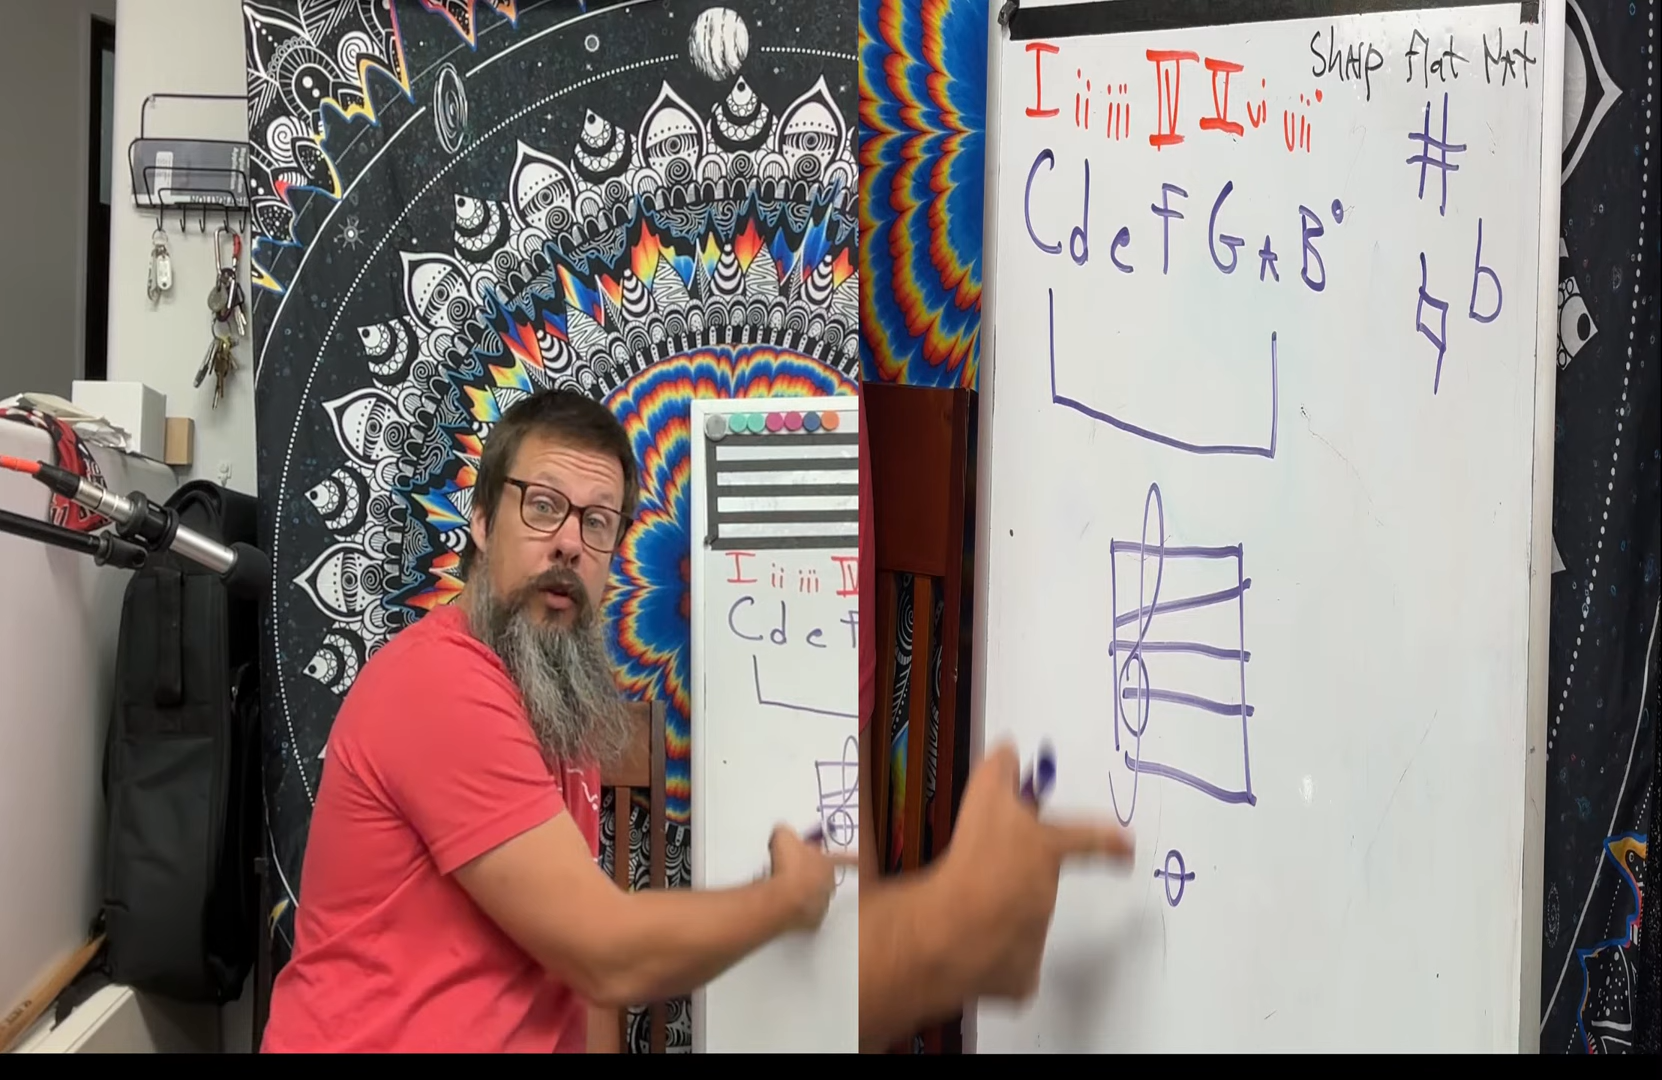 I ii iii IV V vi vii°
Sharp flat NAT
#
C d e F G A B°
♮ b
I ii iii IV
C d e F